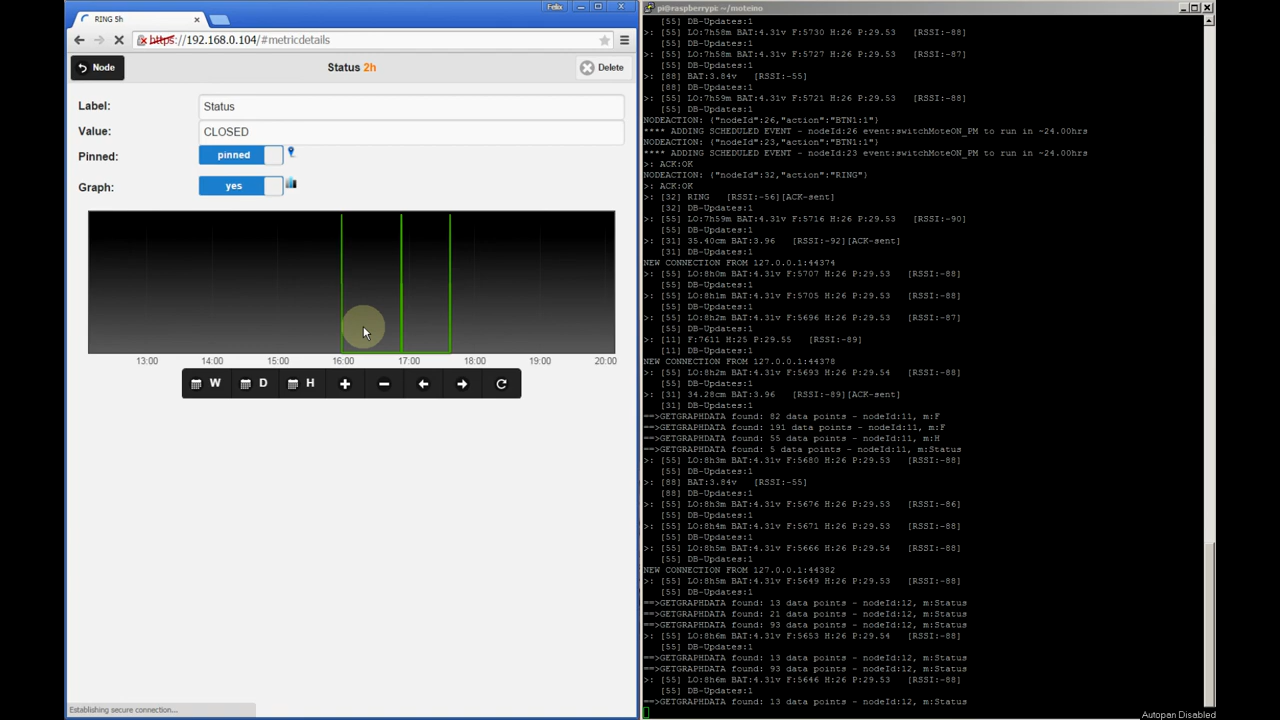 RING 5h
Felix
https://192.168.0.104/#metricdetails
Node
Status 2h
Delete
Label:
Status
Value:
CLOSED
Pinned:
pinned
Graph:
yes
13:00 14:00 15:00 16:00 17:00 18:00 19:00 20:00
W D H
Establishing secure connection...
pi@raspberrypi: ~/moteino
[55] DB-Updates:1
>: [55] LO:7h58m BAT:4.31v F:5730 H:26 P:29.53 [RSSI:-88]
[55] DB-Updates:1
>: [55] LO:7h58m BAT:4.31v F:5727 H:26 P:29.53 [RSSI:-87]
[55] DB-Updates:1
>: [88] BAT:3.84v [RSSI:-55]
[88] DB-Updates:1
>: [55] LO:7h59m BAT:4.31v F:5721 H:26 P:29.53 [RSSI:-88]
[55] DB-Updates:1
NODEACTION: {"nodeId":26,"action":"BTN1:1"}
**** ADDING SCHEDULED EVENT - nodeId:26 event:switchMoteON_PM to run in ~24.00hrs
NODEACTION: {"nodeId":23,"action":"BTN1:1"}
**** ADDING SCHEDULED EVENT - nodeId:23 event:switchMoteON_PM to run in ~24.00hrs
>: ACK:OK
NODEACTION: {"nodeId":32,"action":"RING"}
>: ACK:OK
>: [32] RING [RSSI:-56][ACK-sent]
[32] DB-Updates:1
>: [55] LO:7h59m BAT:4.31v F:5716 H:26 P:29.53 [RSSI:-90]
[55] DB-Updates:1
>: [31] 35.40cm BAT:3.96 [RSSI:-92][ACK-sent]
[31] DB-Updates:1
NEW CONNECTION FROM 127.0.0.1:44374
>: [55] LO:8h0m BAT:4.31v F:5707 H:26 P:29.53 [RSSI:-88]
[55] DB-Updates:1
>: [55] LO:8h1m BAT:4.31v F:5705 H:26 P:29.53 [RSSI:-88]
[55] DB-Updates:1
>: [55] LO:8h2m BAT:4.31v F:5696 H:26 P:29.53 [RSSI:-87]
[55] DB-Updates:1
>: [11] F:7611 H:25 P:29.55 [RSSI:-89]
[11] DB-Updates:1
NEW CONNECTION FROM 127.0.0.1:44378
>: [55] LO:8h2m BAT:4.31v F:5693 H:26 P:29.54 [RSSI:-88]
[55] DB-Updates:1
>: [31] 34.28cm BAT:3.96 [RSSI:-89][ACK-sent]
[31] DB-Updates:1
==>GETGRAPHDATA found: 82 data points - nodeId:11, m:F
==>GETGRAPHDATA found: 191 data points - nodeId:11, m:F
==>GETGRAPHDATA found: 55 data points - nodeId:11, m:H
==>GETGRAPHDATA found: 5 data points - nodeId:11, m:Status
>: [55] LO:8h3m BAT:4.31v F:5680 H:26 P:29.53 [RSSI:-88]
[55] DB-Updates:1
>: [88] BAT:3.84v [RSSI:-55]
[88] DB-Updates:1
>: [55] LO:8h3m BAT:4.31v F:5676 H:26 P:29.53 [RSSI:-86]
[55] DB-Updates:1
>: [55] LO:8h4m BAT:4.31v F:5671 H:26 P:29.53 [RSSI:-88]
[55] DB-Updates:1
>: [55] LO:8h5m BAT:4.31v F:5666 H:26 P:29.54 [RSSI:-88]
[55] DB-Updates:1
NEW CONNECTION FROM 127.0.0.1:44382
>: [55] LO:8h5m BAT:4.31v F:5649 H:26 P:29.53 [RSSI:-88]
[55] DB-Updates:1
==>GETGRAPHDATA found: 13 data points - nodeId:12, m:Status
==>GETGRAPHDATA found: 21 data points - nodeId:12, m:Status
==>GETGRAPHDATA found: 93 data points - nodeId:12, m:Status
>: [55] LO:8h6m BAT:4.31v F:5653 H:26 P:29.54 [RSSI:-88]
[55] DB-Updates:1
==>GETGRAPHDATA found: 13 data points - nodeId:12, m:Status
==>GETGRAPHDATA found: 93 data points - nodeId:12, m:Status
>: [55] LO:8h6m BAT:4.31v F:5646 H:26 P:29.53 [RSSI:-88]
[55] DB-Updates:1
==>GETGRAPHDATA found: 13 data points - nodeId:12, m:Status
Autopan Disabled